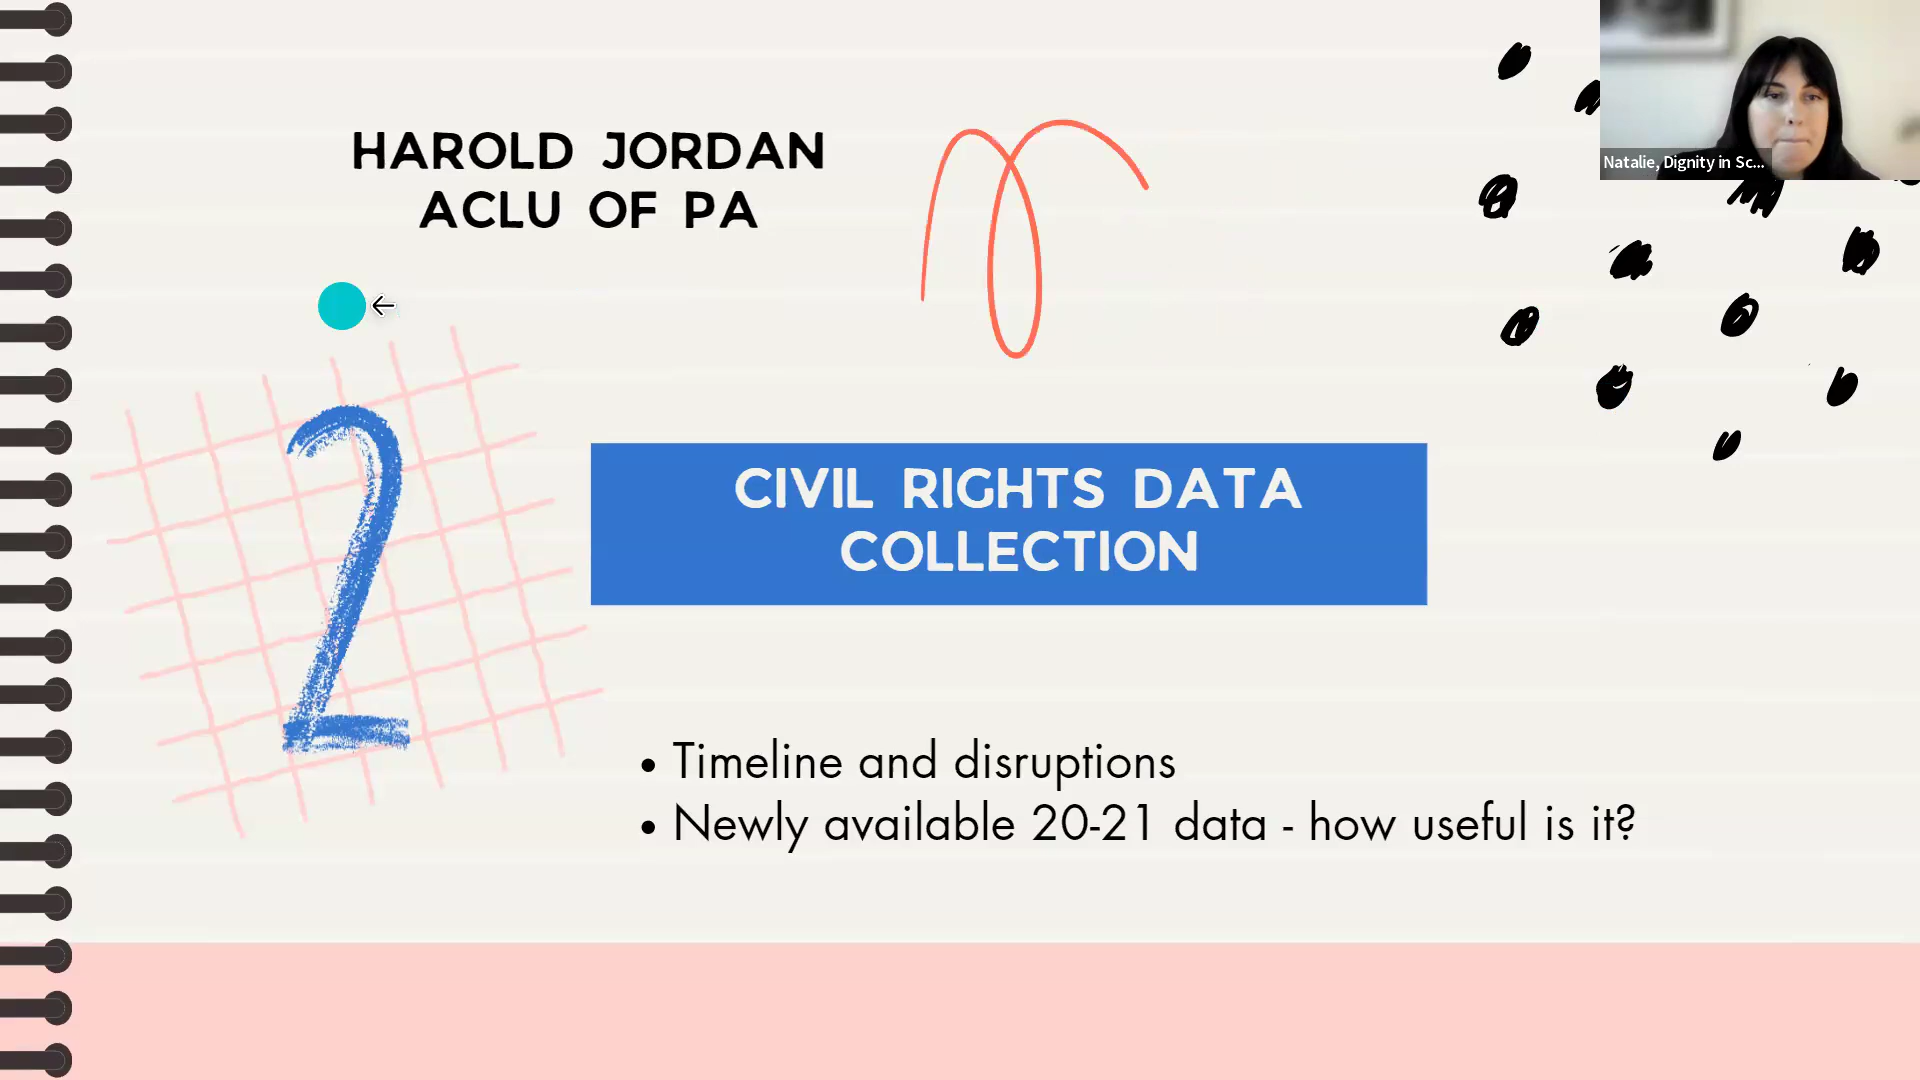 HAROLD JORDAN
ACLU OF PA
Natalie, Dignity in Sc...
2
CIVIL RIGHTS DATA
COLLECTION
• Timeline and disruptions
• Newly available 20-21 data - how useful is it?